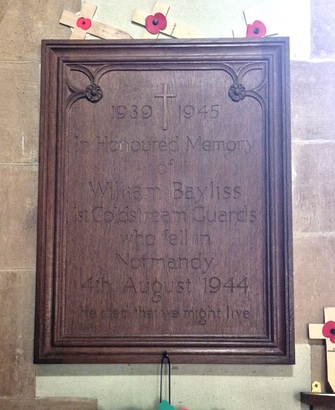 1939 1945
In Honoured Memory
of
William Bayliss
1st Coldstream Guards
who fell in
Normandy
4th August 1944
He died that we might live